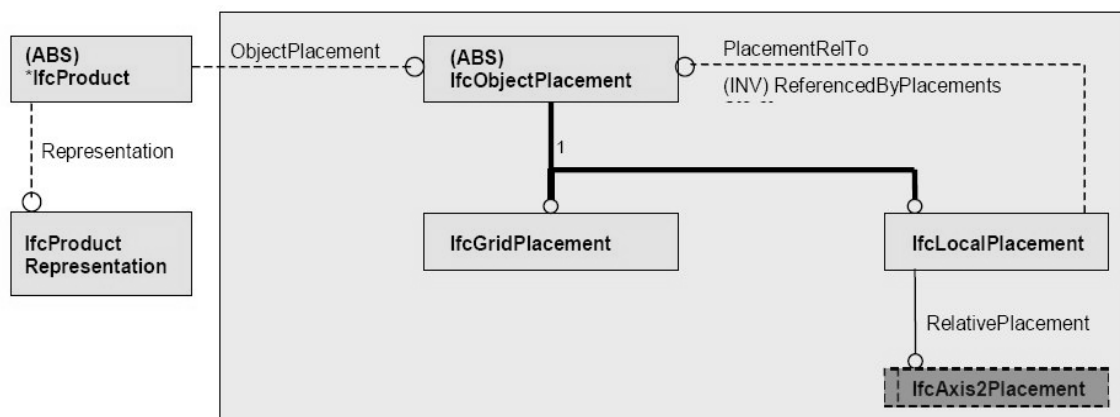 (ABS)
*IfcProduct
ObjectPlacement
(ABS)
IfcObjectPlacement
PlacementRelTo
(INV) ReferencedByPlacements
Representation
1
IfcProduct
Representation
IfcGridPlacement
IfcLocalPlacement
RelativePlacement
IfcAxis2Placement